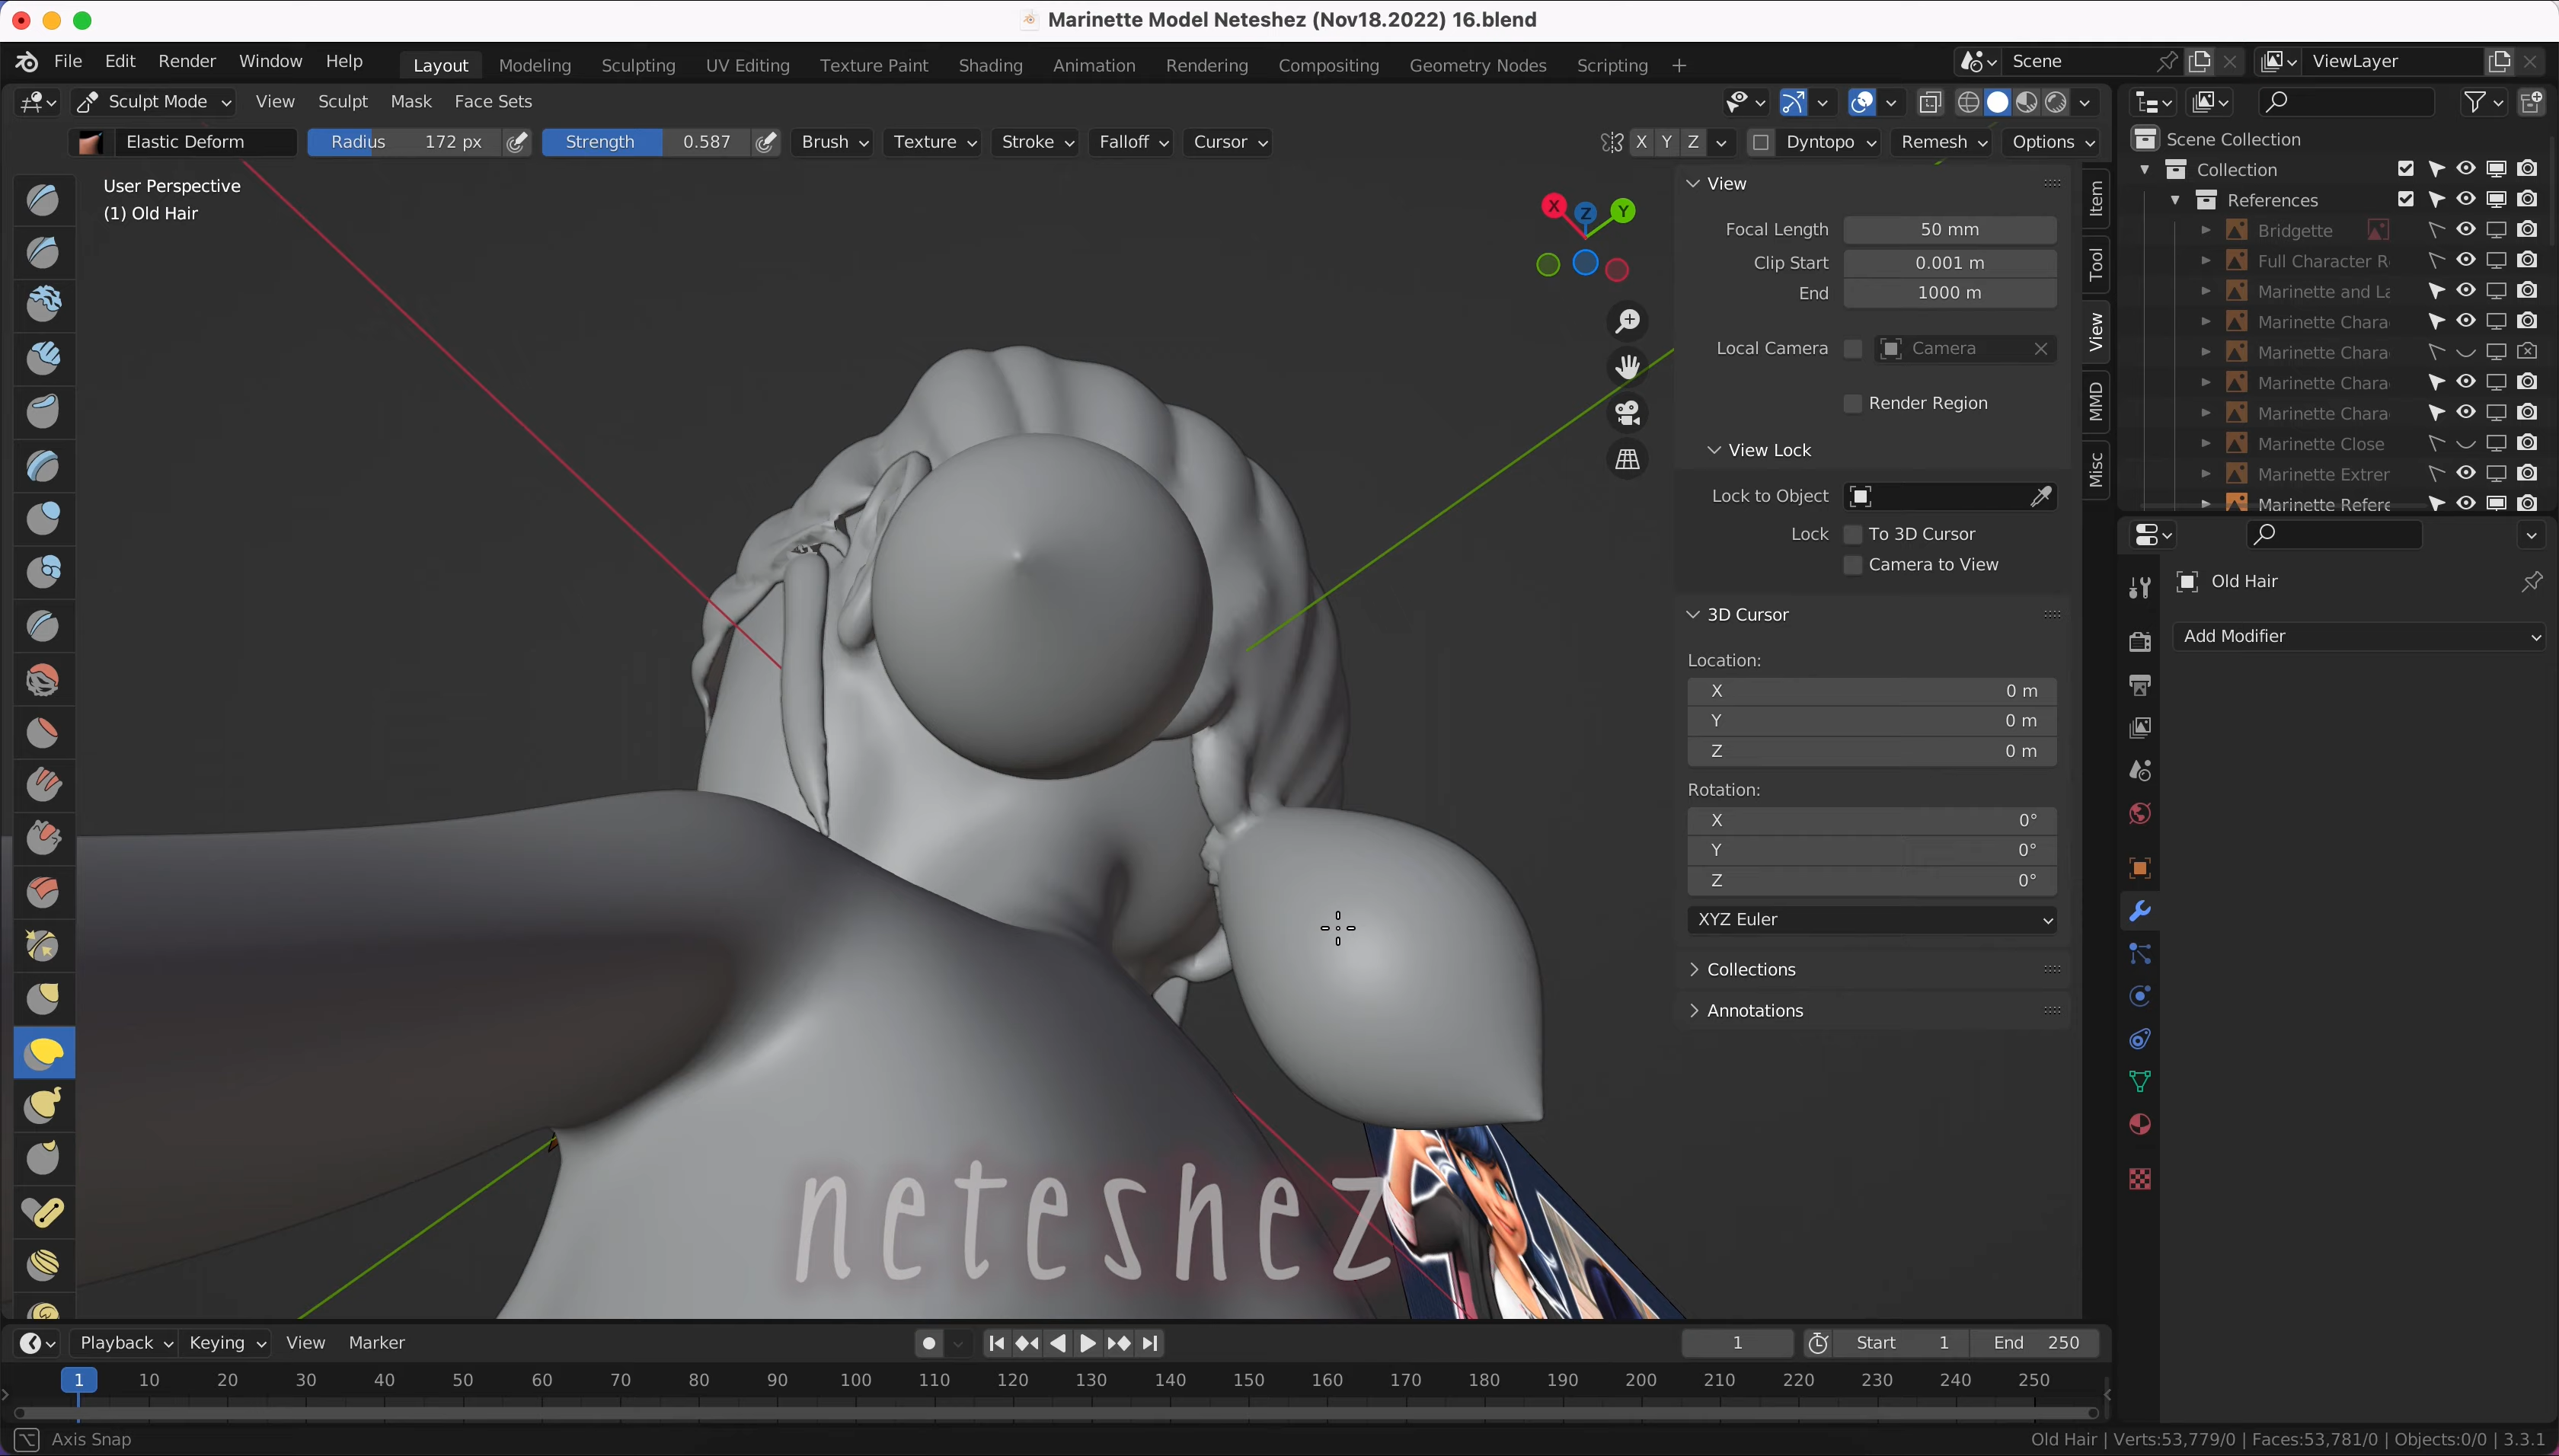 Marinette Model Neteshez (Nov18.2022) 16.blend
File Edit Render Window Help Layout Modeling Sculpting UV Editing Texture Paint Shading Animation Rendering Compositing Geometry Nodes Scripting + Scene ViewLayer
Sculpt Mode View Sculpt Mask Face Sets
Elastic Deform Radius 172 px Strength 0.587 Brush Texture Stroke Falloff Cursor X Y Z Dyntopo Remesh Options
User Perspective
(1) Old Hair
X Z Y
View
Focal Length 50 mm
Clip Start 0.001 m
End 1000 m
Local Camera Camera
Render Region
View Lock
Lock to Object
Lock To 3D Cursor
Camera to View
3D Cursor
Location:
X 0 m
Y 0 m
Z 0 m
Rotation:
X 0°
Y 0°
Z 0°
XYZ Euler
Collections
Annotations
Item
Tool
View
MMD
Misc
Scene Collection
Collection
References
Bridgette
Full Character R
Marinette and La
Marinette Chara
Marinette Chara
Marinette Chara
Marinette Chara
Marinette Close
Marinette Extrer
Marinette Refere
Old Hair
Add Modifier
neteshez
Playback Keying View Marker 1 Start 1 End 250
1 10 20 30 40 50 60 70 80 90 100 110 120 130 140 150 160 170 180 190 200 210 220 230 240 250
Axis Snap
Old Hair | Verts:53,779/0 | Faces:53,781/0 | Objects:0/0 | 3.3.1